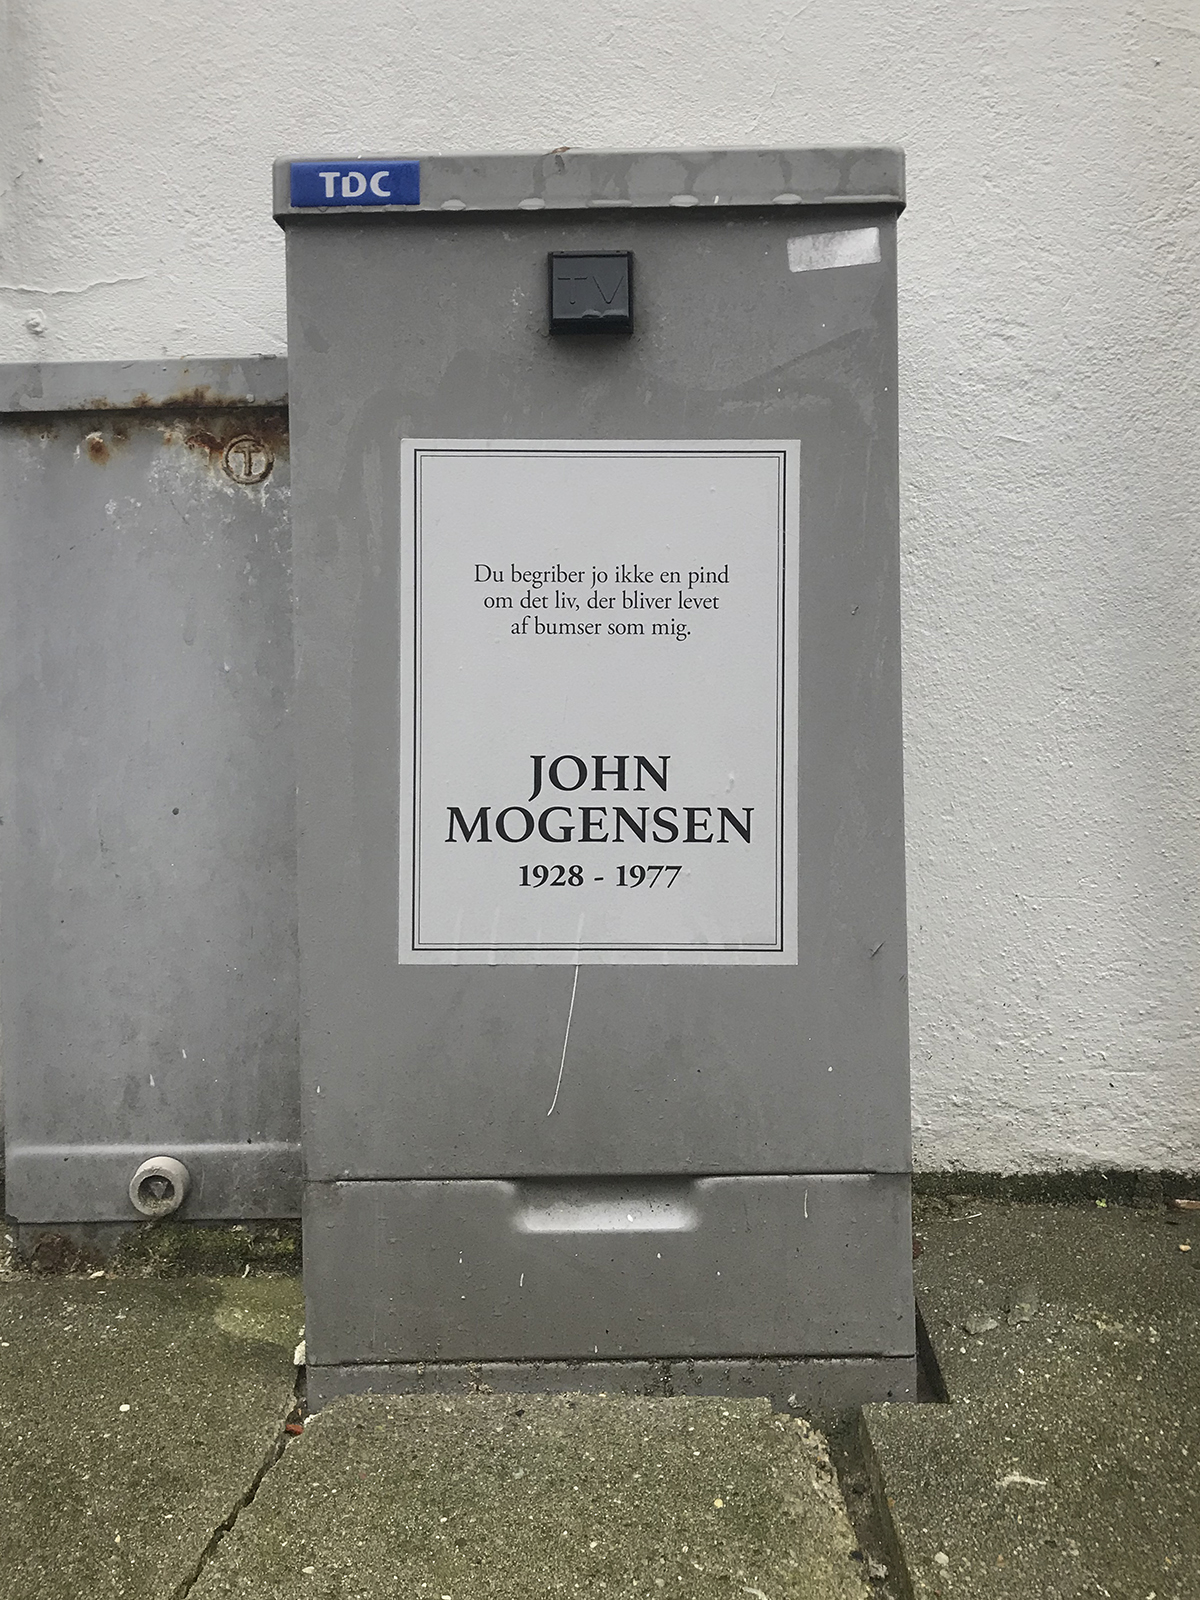 TDC
TV
T
Du begriber jo ikke en pind
om det liv, der bliver levet
af bumser som mig.
JOHN
MOGENSEN
1928 - 1977